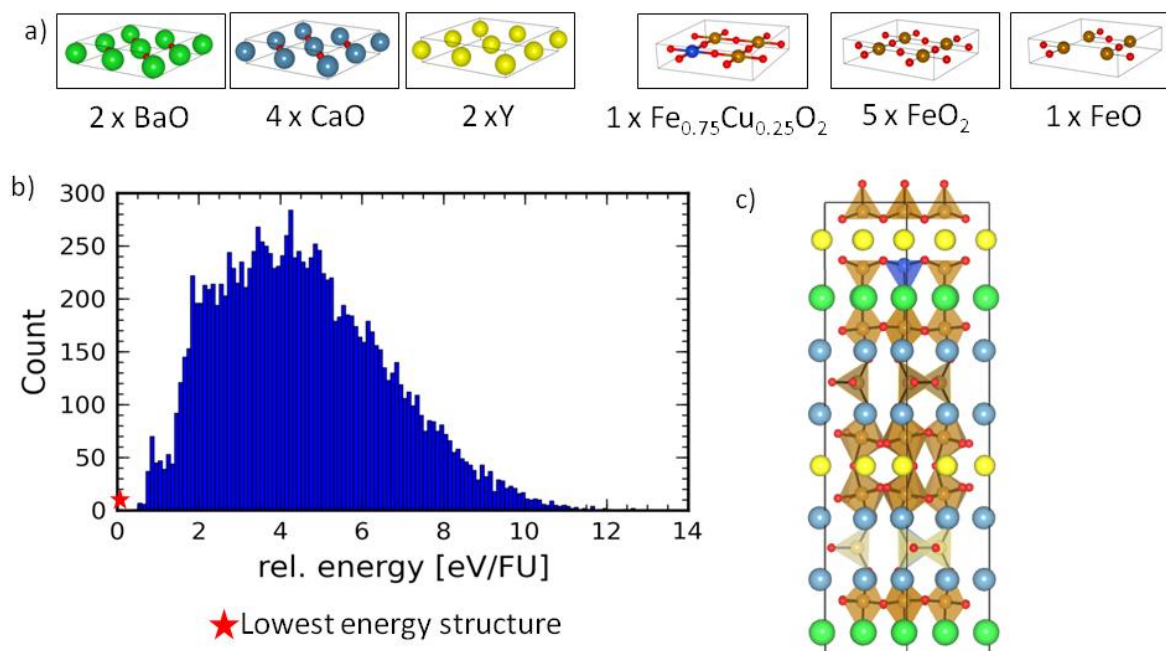 a)
2 x BaO
4 x CaO
2 xY
1 x Fe0.75Cu0.25O2
5 x FeO2
1 x FeO
b)
300
250
200
150
100
50
0
Count
0 2 4 6 8 10 12 14
rel. energy [eV/FU]
Lowest energy structure
c)